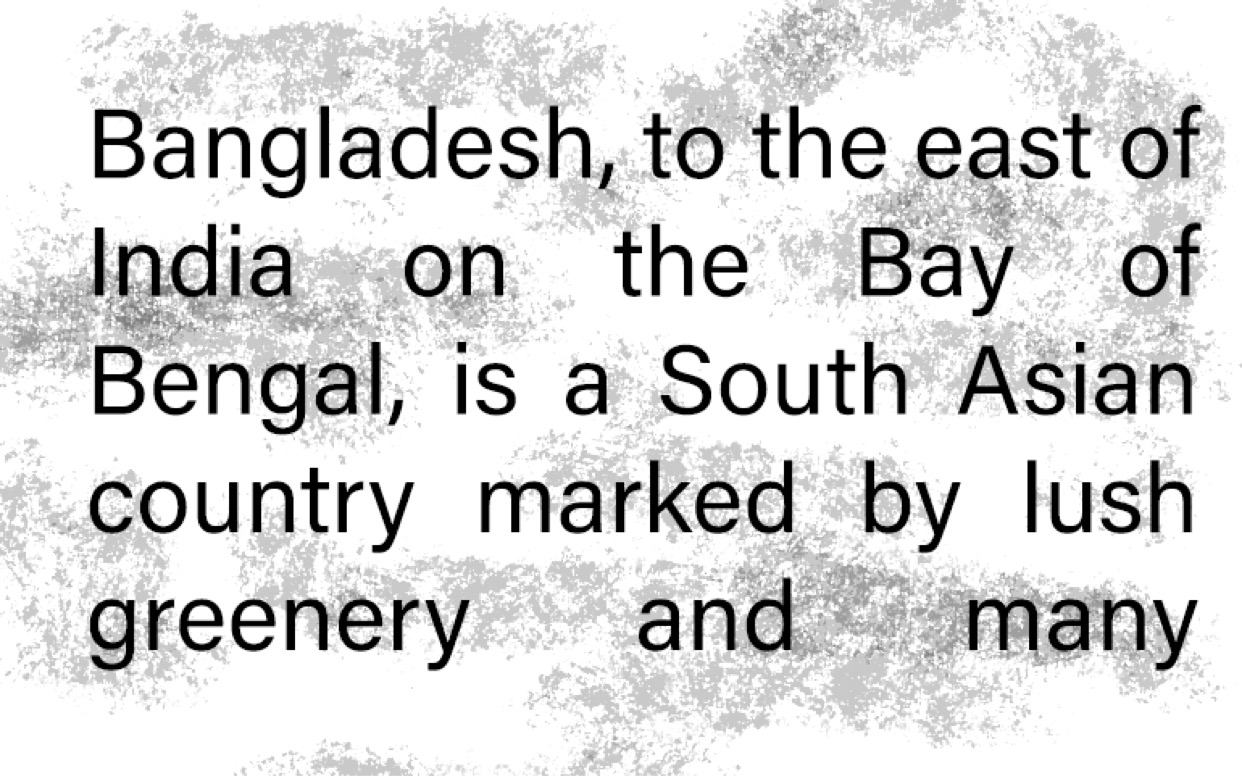 Bangladesh, to the east of
India on the Bay of
Bengal, is a South Asian
country marked by lush
greenery and many